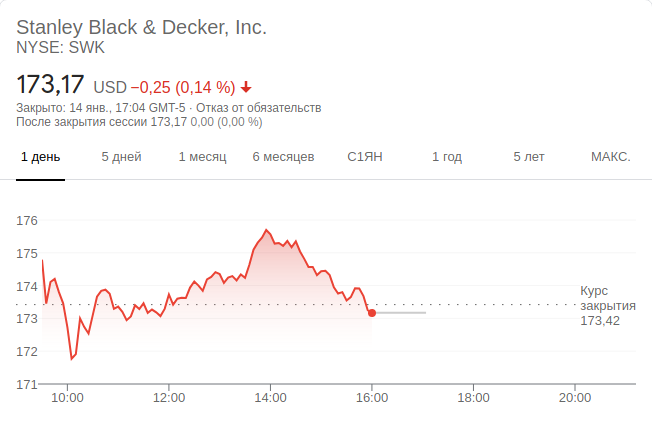 Stanley Black & Decker, Inc.
NYSE: SWK
173,17 USD −0,25 (0,14 %)
Закрыто: 14 янв., 17:04 GMT-5 · Отказ от обязательств
После закрытия сессии 173,17 0,00 (0,00 %)
1 день 5 дней 1 месяц 6 месяцев С1ЯН 1 год 5 лет МАКС.
176
175
174
173
172
171
Курс
закрытия
173,42
10:00 12:00 14:00 16:00 18:00 20:00